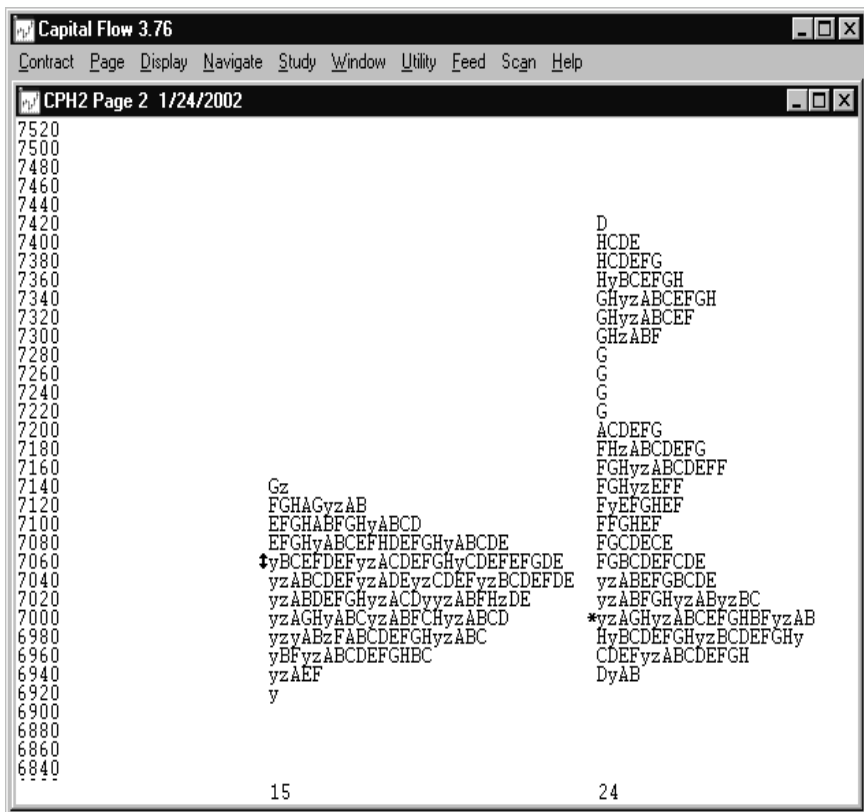 Capital Flow 3.76
Contract Page Display Navigate Study Window Utility Feed Scan Help
CPH2 Page 2 1/24/2002
7520
7500
7480
7460
7440
7420 D
7400 HCDE
7380 HCDEFG
7360 HyBCEFGH
7340 GHyzABCEFGH
7320 GHyzABCEF
7300 GHzABF
7280 G
7260 G
7240 G
7220 G
7200 ACDEFG
7180 FHzABCDEFG
7160 FGHyzABCDEFF
7140 Gz FGHyzEFF
7120 FGHAGyzAB FyEFGHEF
7100 EFGHABFGHyABCD FFGHEF
7080 EFGHyABCEFHDEFGHyABCDE FGCDECE
7060 ↕yBCEFDEFyzACDEFGHyCDEFEFGDE FGBCDEFCDE
7040 yzABCDEFyzADEyzCDEFyzBCDEFDE yzABEFGBCDE
7020 yzABDEFGHyzACDyyzABFHzDE yzABFGHyzAByzBC
7000 yzAGHyABCyzABFCHyzABCD *yzAGHyzABCEFGHBFyzAB
6980 yzyABzFABCDEFGHyzABC HyBCDEFGHyzBCDEFGHy
6960 yBFyzABCDEFGHBC CDEFyzABCDEFGH
6940 yzAEF DyAB
6920 y
6900
6880
6860
6840
15 24